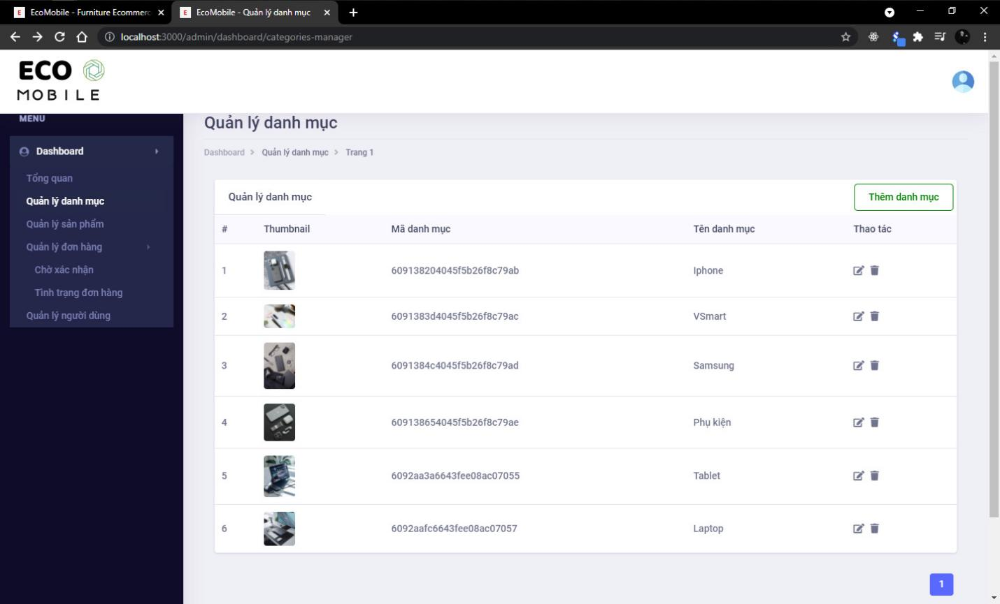 E EcoMobile - Furniture Ecommerc
E EcoMobile - Quản lý danh mục
localhost:3000/admin/dashboard/categories-manager
ECO
MOBILE
MENU
Dashboard
Tổng quan
Quản lý danh mục
Quản lý sản phẩm
Quản lý đơn hàng
Chờ xác nhận
Tình trạng đơn hàng
Quản lý người dùng
Quản lý danh mục
Dashboard > Quản lý danh mục > Trang 1
Quản lý danh mục Thêm danh mục
# Thumbnail Mã danh mục Tên danh mục Thao tác
1 609138204045f5b26f8c79ab Iphone
2 6091383d4045f5b26f8c79ac VSmart
3 6091384c4045f5b26f8c79ad Samsung
4 609138654045f5b26f8c79ae Phụ kiện
5 6092aa3a6643fee08ac07055 Tablet
6 6092aafc6643fee08ac07057 Laptop
1